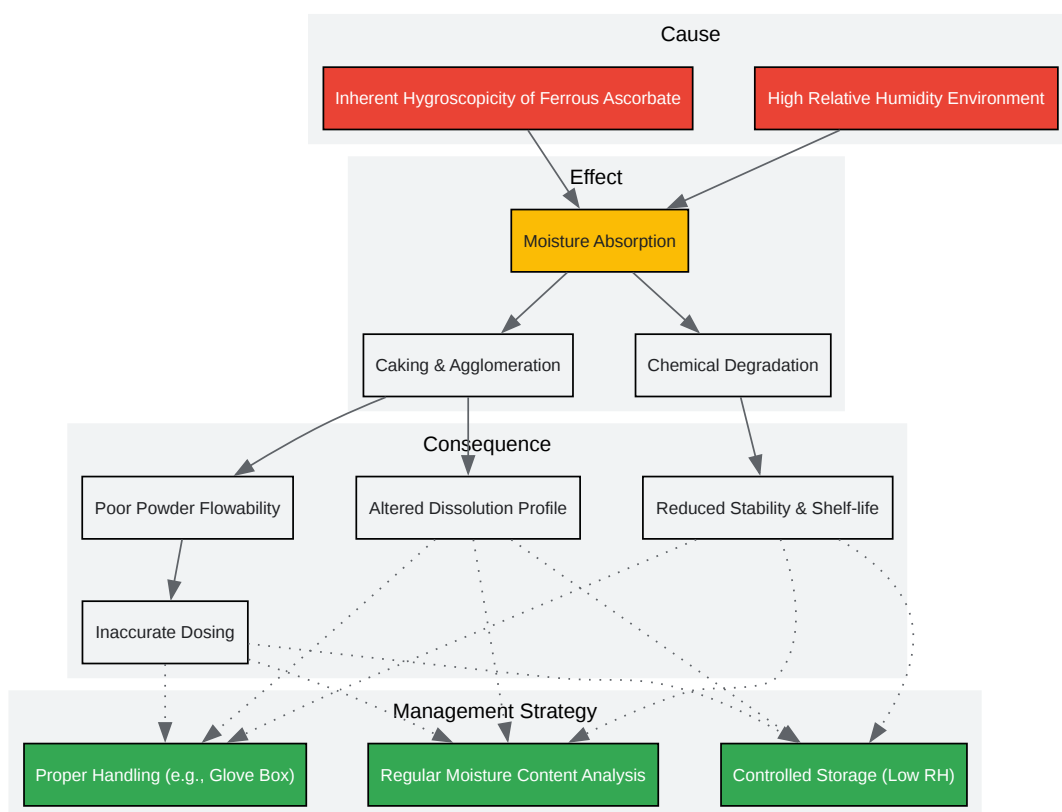 Cause
Inherent Hygroscopicity of Ferrous Ascorbate
High Relative Humidity Environment
Effect
Moisture Absorption
Caking & Agglomeration
Chemical Degradation
Consequence
Poor Powder Flowability
Altered Dissolution Profile
Reduced Stability & Shelf-life
Inaccurate Dosing
Management Strategy
Proper Handling (e.g., Glove Box)
Regular Moisture Content Analysis
Controlled Storage (Low RH)